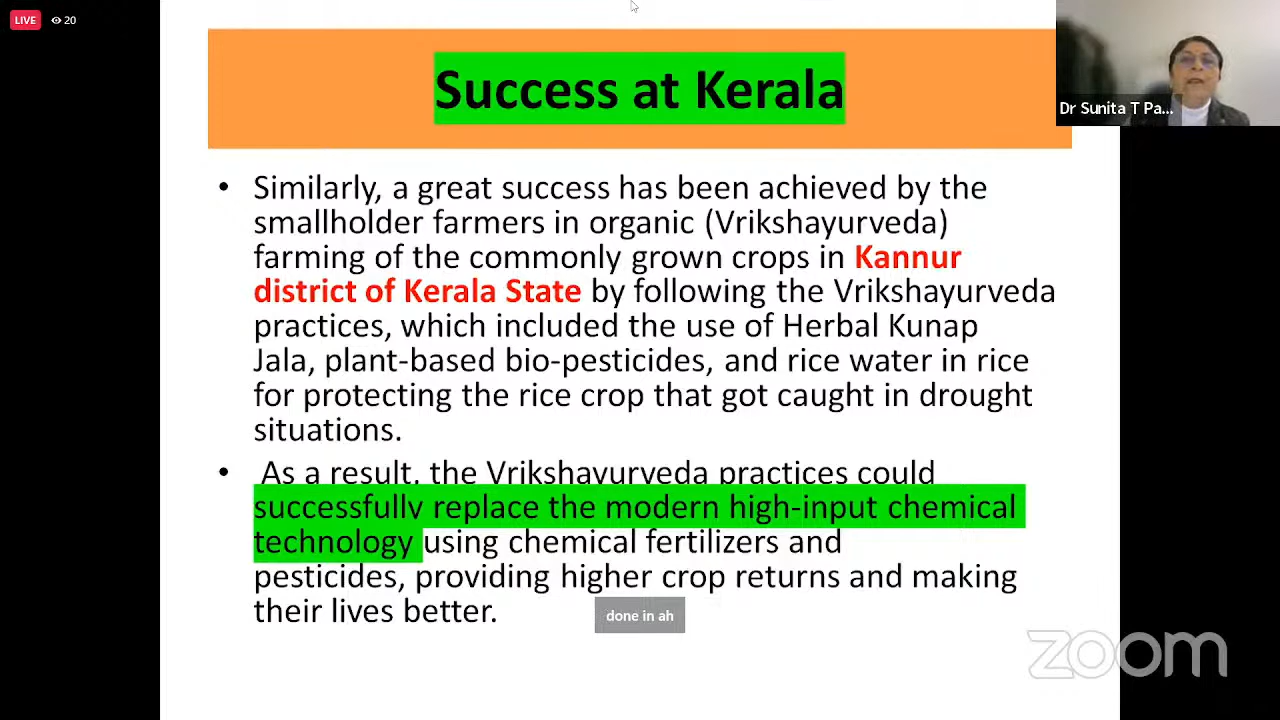 LIVE 20
Success at Kerala
Dr Sunita T Pa...
• Similarly, a great success has been achieved by the
smallholder farmers in organic (Vrikshayurveda)
farming of the commonly grown crops in Kannur
district of Kerala State by following the Vrikshayurveda
practices, which included the use of Herbal Kunap
Jala, plant-based bio-pesticides, and rice water in rice
for protecting the rice crop that got caught in drought
situations.
• As a result, the Vrikshayurveda practices could
successfully replace the modern high-input chemical
technology using chemical fertilizers and
pesticides, providing higher crop returns and making
their lives better.
done in ah
zoom